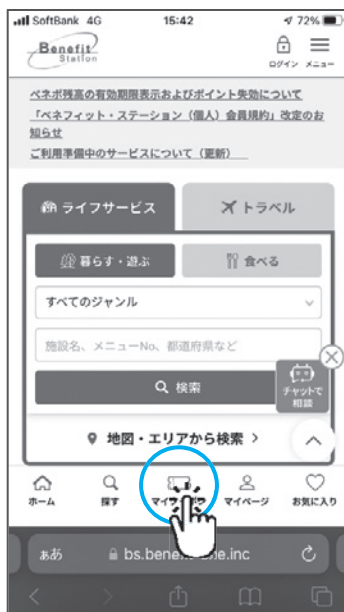 SoftBank 4G 15:42 72%
Benefit
Station
ログイン メニュー
ベネポ残高の有効期限表示およびポイント失効について
「ベネフィット・ステーション(個人)会員規約」改定のお
知らせ
ご利用準備中のサービスについて(更新)
ライフサービス トラベル
暮らす・遊ぶ 食べる
すべてのジャンル
施設名、メニューNo、都道府県など
検索
チャットで
相談
地図・エリアから検索
ホーム 探す マイ マイページ お気に入り
ああ bs.bene ne.inc